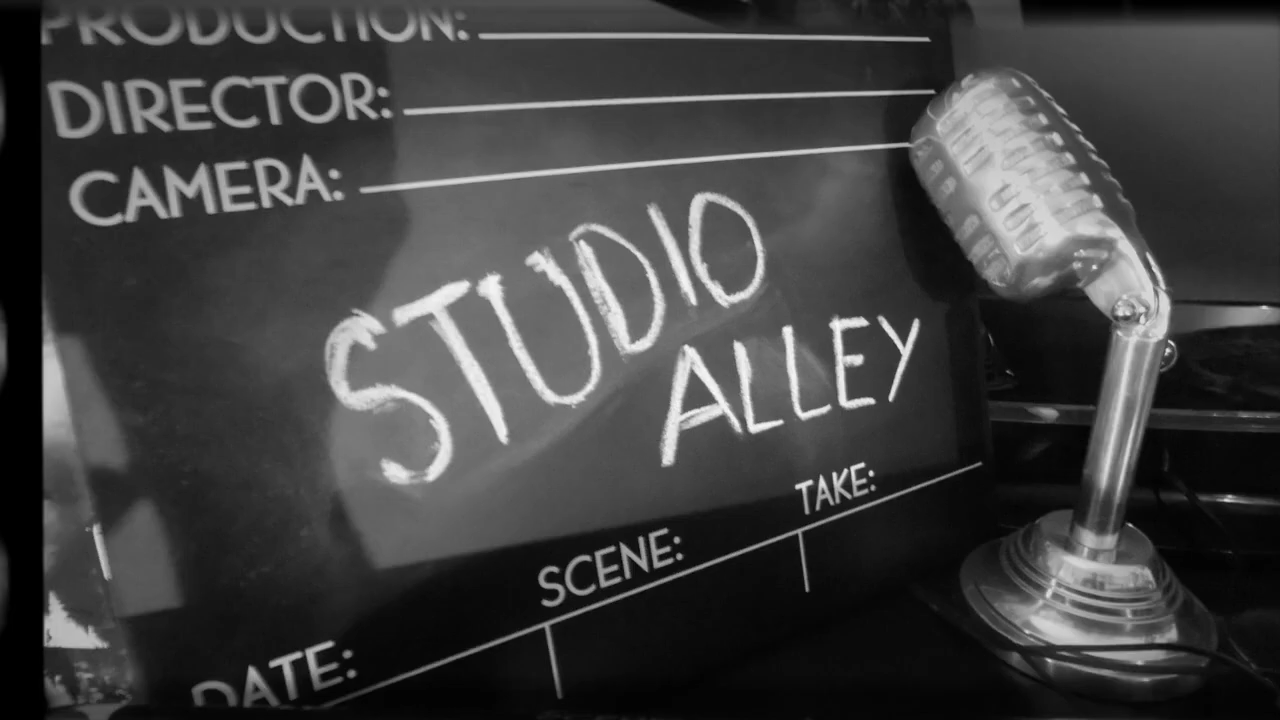 PRODUCTION:
DIRECTOR:
CAMERA:
STUDIO
ALLEY
TAKE:
SCENE:
DATE: